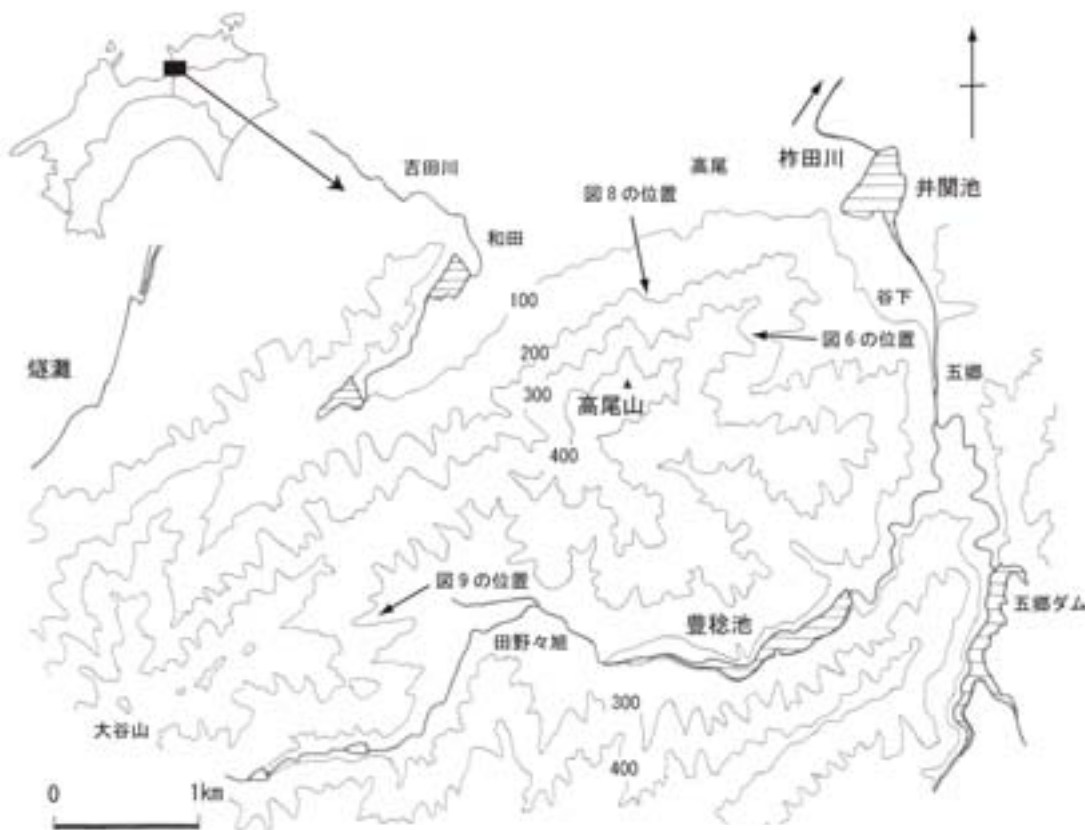 吉田川
高尾
柞田川
井関池
図8の位置
和田
100
谷下
燧灘
200
図6の位置
300
五郷
高尾山
400
図9の位置
豊稔池
五郷ダム
田野々旭
300
大谷山
400
0
1km